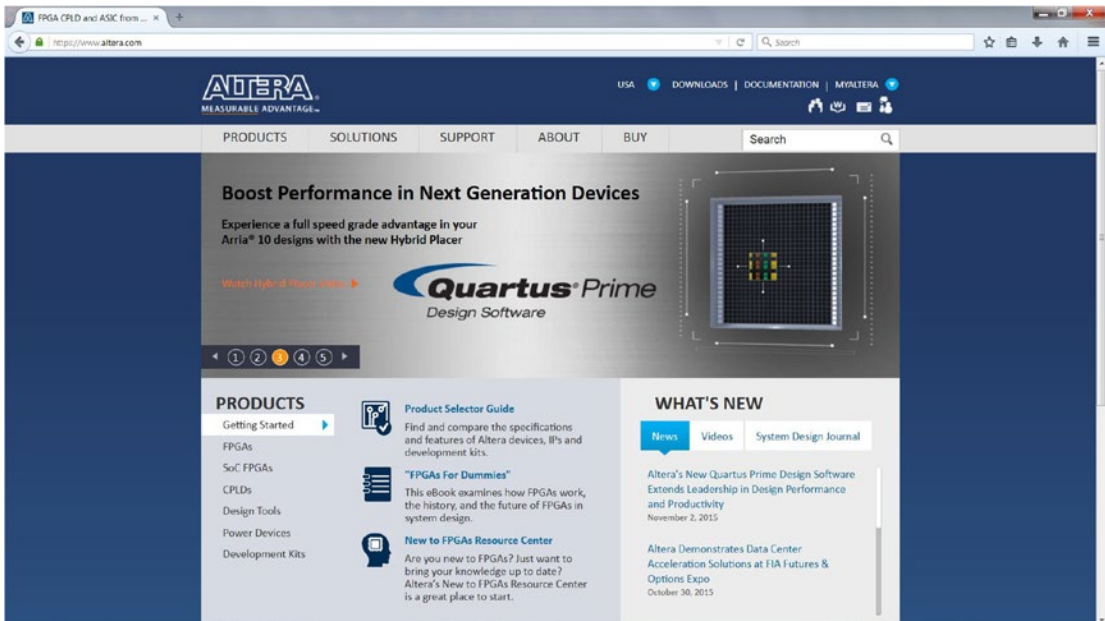 FPGA CPLD and ASIC from ...
https://www.altera.com
Search
ALTERA
MEASURABLE ADVANTAGE™
USA DOWNLOADS | DOCUMENTATION | MYALTERA
PRODUCTS SOLUTIONS SUPPORT ABOUT BUY Search
Boost Performance in Next Generation Devices
Experience a full speed grade advantage in your
Arria® 10 designs with the new Hybrid Placer
Watch Hybrid Placer
Quartus® Prime
Design Software
1 2 3 4 5
PRODUCTS
Getting Started
FPGAs
SoC FPGAs
CPLDs
Design Tools
Power Devices
Development Kits
Product Selector Guide
Find and compare the specifications
and features of Altera devices, IPs and
development kits.
"FPGAs For Dummies"
This eBook examines how FPGAs work,
the history, and the future of FPGAs in
system design.
New to FPGAs Resource Center
Are you new to FPGAs? Just want to
bring your knowledge up to date?
Altera's New to FPGAs Resource Center
is a great place to start.
WHAT'S NEW
News Videos System Design Journal
Altera's New Quartus Prime Design Software
Extends Leadership in Design Performance
and Productivity
November 2, 2015
Altera Demonstrates Data Center
Acceleration Solutions at FIA Futures &
Options Expo
October 30, 2015